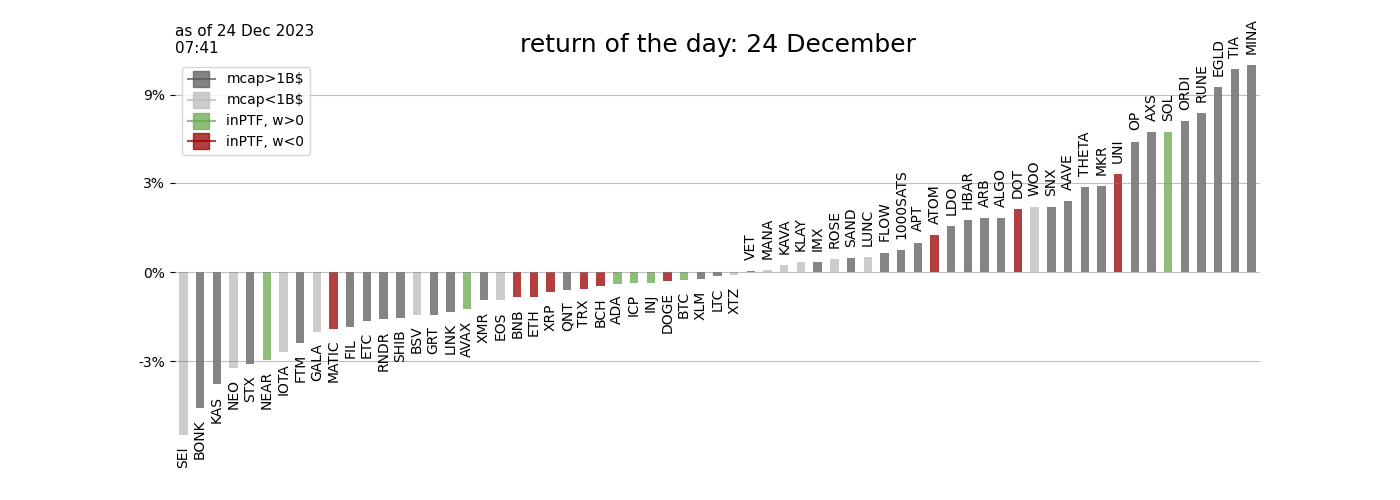 as of 24 Dec 2023
07:41
return of the day: 24 December
mcap>1B$
mcap<1B$
inPTF, w>0
inPTF, w<0
9%
3%
0%
-3%
SEI
BONK
KAS
NEO
STX
NEAR
IOTA
FTM
GALA
MATIC
FIL
ETC
RNDR
SHIB
BSV
GRT
LINK
AVAX
XMR
EOS
BNB
ETH
XRP
QNT
TRX
BCH
ADA
ICP
INJ
DOGE
BTC
XLM
LTC
XTZ
VET
MANA
KAVA
KLAY
IMX
ROSE
SAND
LUNC
FLOW
1000SATS
APT
ATOM
LDO
HBAR
ARB
ALGO
DOT
WOO
SNX
AAVE
THETA
MKR
UNI
OP
AXS
SOL
ORDI
RUNE
EGLD
TIA
MINA